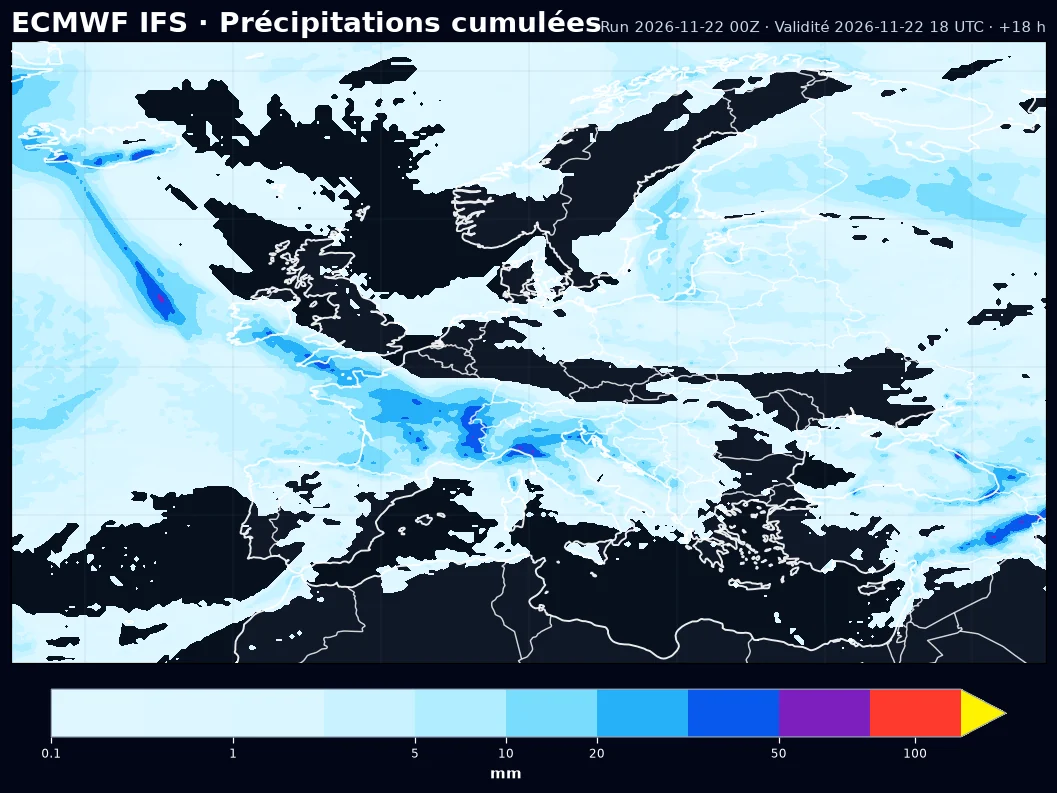 ECMWF IFS · Précipitations cumulées
Run 2026-11-22 00Z · Validité 2026-11-22 18 UTC · +18 h
0.1 1 5 10 20 50 100
mm